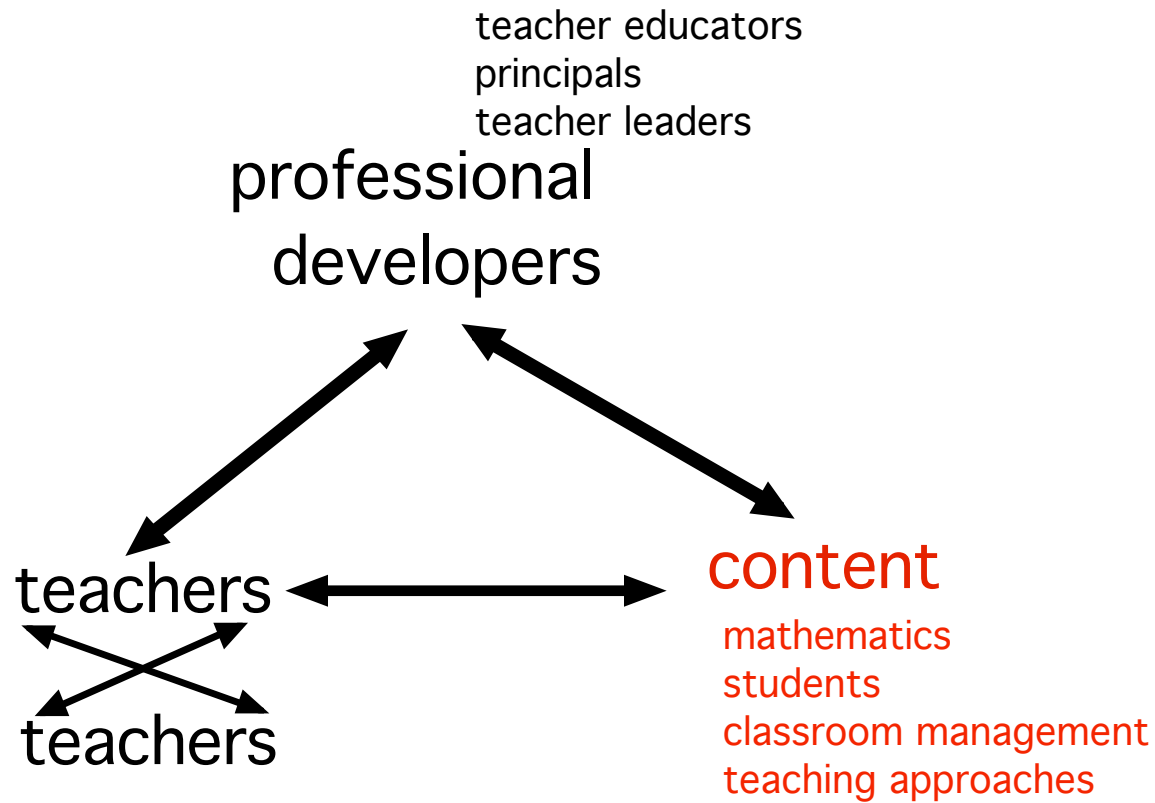 teacher educators
principals
teacher leaders
professional
developers
teachers
teachers
content
mathematics
students
classroom management
teaching approaches